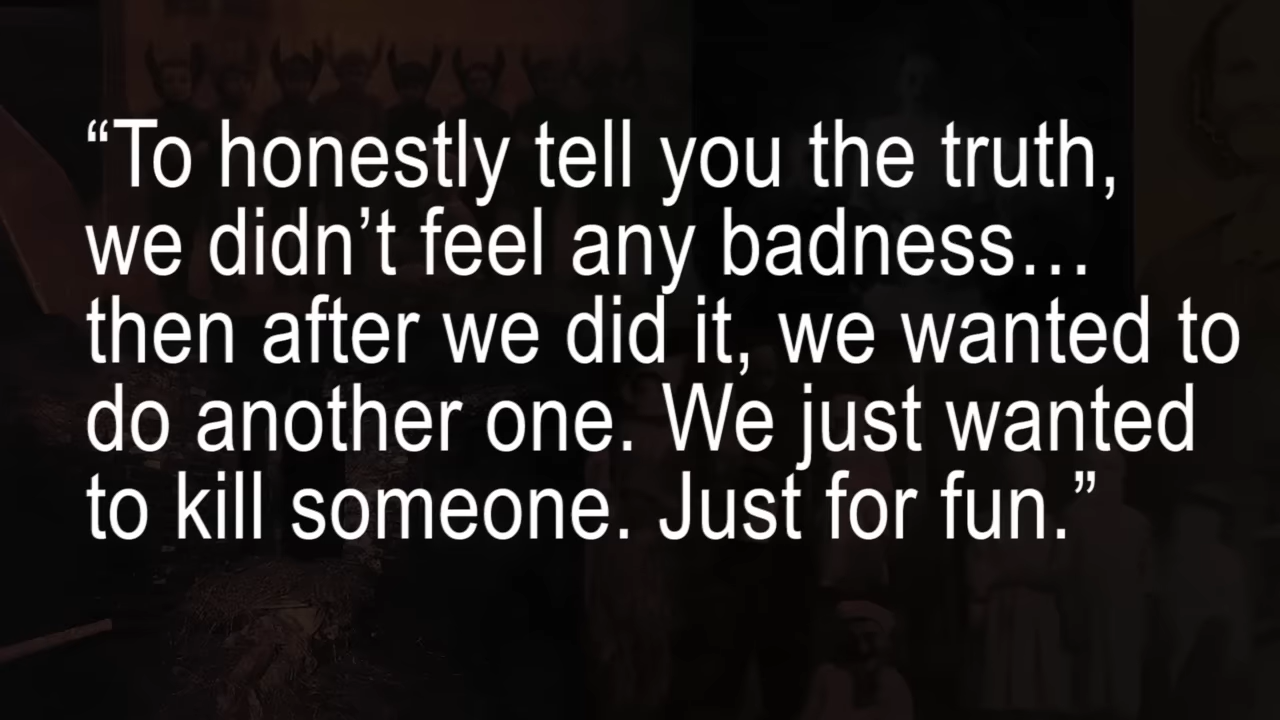 “To honestly tell you the truth,
we didn’t feel any badness…
then after we did it, we wanted to
do another one. We just wanted
to kill someone. Just for fun.”